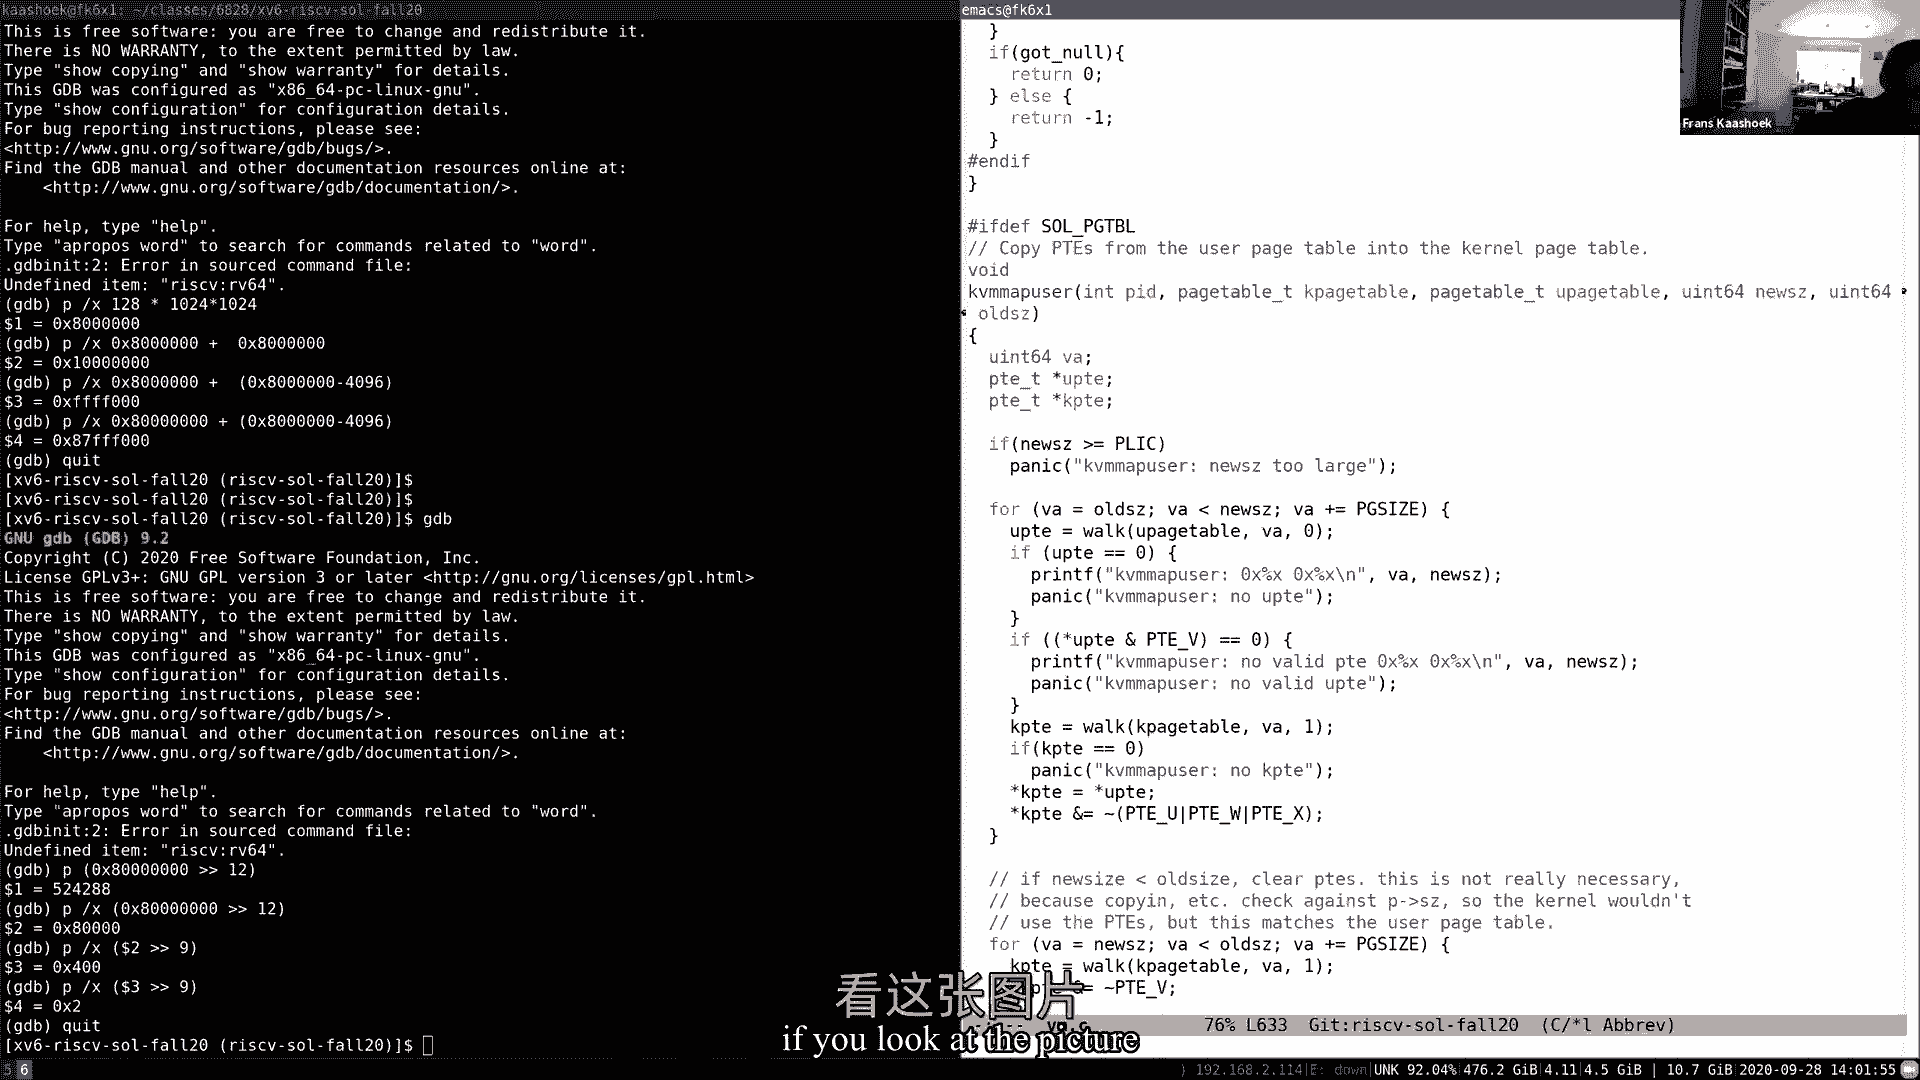 kaashoek@fk6x1: ~/classes/6828/xv6-riscv-sol-fall20
This is free software: you are free to change and redistribute it.
There is NO WARRANTY, to the extent permitted by law.
Type "show copying" and "show warranty" for details.
This GDB was configured as "x86_64-pc-linux-gnu".
Type "show configuration" for configuration details.
For bug reporting instructions, please see:
<http://www.gnu.org/software/gdb/bugs/>.
Find the GDB manual and other documentation resources online at:
<http://www.gnu.org/software/gdb/documentation/>.
For help, type "help".
Type "apropos word" to search for commands related to "word".
.gdbinit:2: Error in sourced command file:
Undefined item: "riscv:rv64".
(gdb) p /x 128 * 1024*1024
$1 = 0x8000000
(gdb) p /x 0x8000000 +  0x8000000
$2 = 0x10000000
(gdb) p /x 0x8000000 +  (0x8000000-4096)
$3 = 0xffff000
(gdb) p /x 0x80000000 + (0x8000000-4096)
$4 = 0x87fff000
(gdb) quit
[xv6-riscv-sol-fall20 (riscv-sol-fall20)]$
[xv6-riscv-sol-fall20 (riscv-sol-fall20)]$
[xv6-riscv-sol-fall20 (riscv-sol-fall20)]$ gdb
GNU gdb (GDB) 9.2
Copyright (C) 2020 Free Software Foundation, Inc.
License GPLv3+: GNU GPL version 3 or later <http://gnu.org/licenses/gpl.html>
This is free software: you are free to change and redistribute it.
There is NO WARRANTY, to the extent permitted by law.
Type "show copying" and "show warranty" for details.
This GDB was configured as "x86_64-pc-linux-gnu".
Type "show configuration" for configuration details.
For bug reporting instructions, please see:
<http://www.gnu.org/software/gdb/bugs/>.
Find the GDB manual and other documentation resources online at:
<http://www.gnu.org/software/gdb/documentation/>.
For help, type "help".
Type "apropos word" to search for commands related to "word".
.gdbinit:2: Error in sourced command file:
Undefined item: "riscv:rv64".
(gdb) p (0x80000000 >> 12)
$1 = 524288
(gdb) p /x (0x80000000 >> 12)
$2 = 0x80000
(gdb) p /x ($2 >> 9)
$3 = 0x400
(gdb) p /x ($3 >> 9)
$4 = 0x2
(gdb) quit
[xv6-riscv-sol-fall20 (riscv-sol-fall20)]$
emacs@fk6x1
}
if(got_null){
return 0;
} else {
return -1;
}
#endif
}
#ifdef SOL_PGTBL
// Copy PTEs from the user page table into the kernel page table.
void
kvmmapuser(int pid, pagetable_t kpagetable, pagetable_t upagetable, uint64 newsz, uint64
oldsz)
{
uint64 va;
pte_t *upte;
pte_t *kpte;
if(newsz >= PLIC)
panic("kvmmapuser: newsz too large");
for (va = oldsz; va < newsz; va += PGSIZE) {
upte = walk(upagetable, va, 0);
if (upte == 0) {
printf("kvmmapuser: 0x%x 0x%x\n", va, newsz);
panic("kvmmapuser: no upte");
}
if ((*upte & PTE_V) == 0) {
printf("kvmmapuser: no valid pte 0x%x 0x%x\n", va, newsz);
panic("kvmmapuser: no valid upte");
}
kpte = walk(kpagetable, va, 1);
if(kpte == 0)
panic("kvmmapuser: no kpte");
*kpte = *upte;
*kpte &= ~(PTE_U|PTE_W|PTE_X);
}
// if newsize < oldsize, clear ptes. this is not really necessary,
// because copyin, etc. check against p->sz, so the kernel wouldn't
// use the PTEs, but this matches the user page table.
for (va = newsz; va < oldsz; va += PGSIZE) {
kpte = walk(kpagetable, va, 1);
&= ~PTE_V;
76% L633  Git:riscv-sol-fall20  (C/*l Abbrev)
Frans Kaashoek
看这张图片
if you look at the picture
5 6
192.168.2.114|E: down|UNK 92.04%|476.2 GiB|4.11|4.5 GiB | 10.7 GiB|2020-09-28 14:01:55